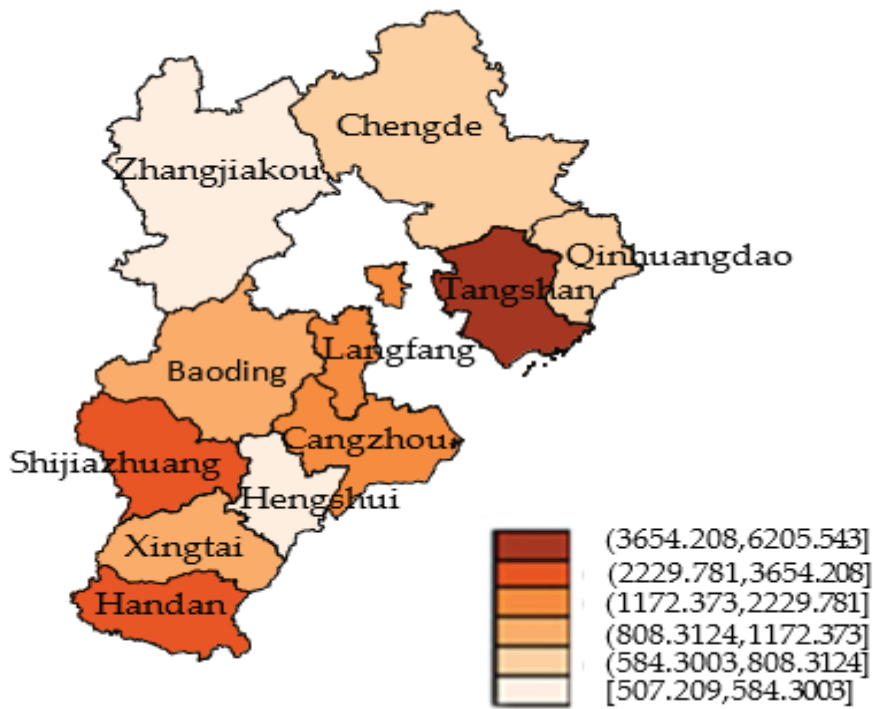 Chengde
Zhangjiakou
Qinhuangdao
Tangshan
Langfang
Baoding
Cangzhou
Shijiazhuang
Hengshui
Xingtai
Handan
(3654.208,6205.543]
(2229.781,3654.208]
(1172.373,2229.781]
(808.3124,1172.373]
(584.3003,808.3124]
[507.209,584.3003]